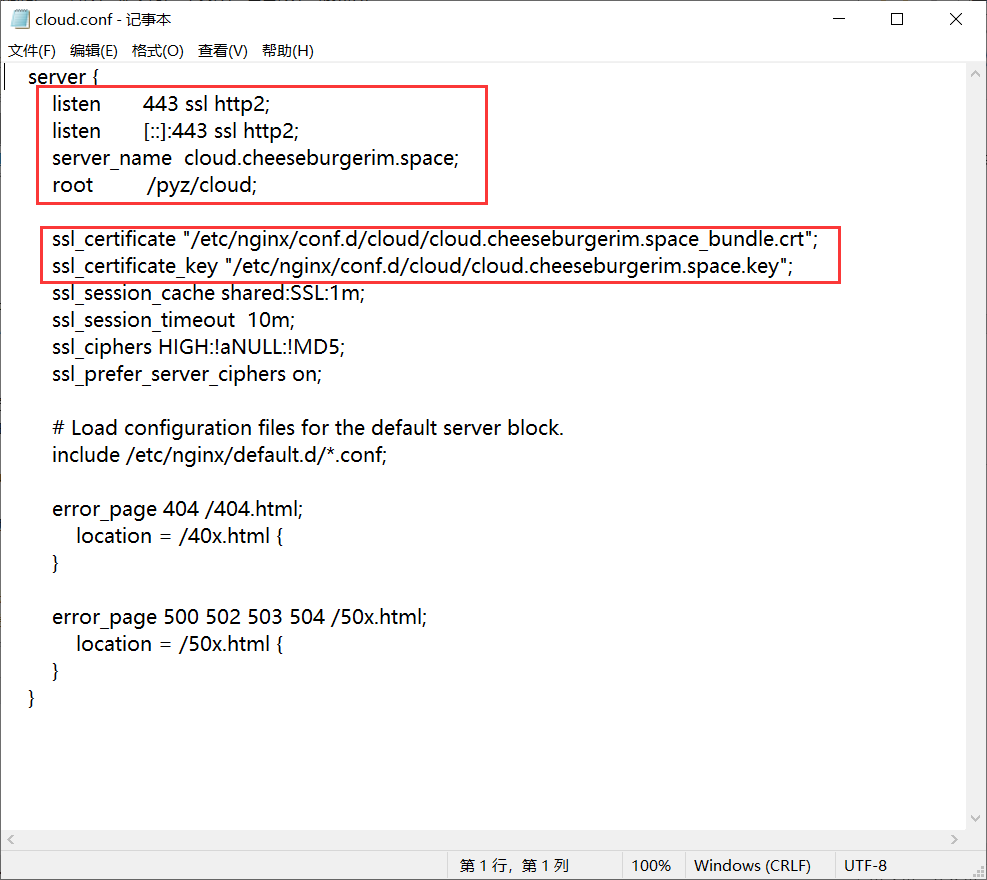 cloud.conf - 记事本
文件(F) 编辑(E) 格式(O) 查看(V) 帮助(H)
server {
listen 443 ssl http2;
listen [::]:443 ssl http2;
server_name cloud.cheeseburgerim.space;
root /pyz/cloud;
ssl_certificate "/etc/nginx/conf.d/cloud/cloud.cheeseburgerim.space_bundle.crt";
ssl_certificate_key "/etc/nginx/conf.d/cloud/cloud.cheeseburgerim.space.key";
ssl_session_cache shared:SSL:1m;
ssl_session_timeout 10m;
ssl_ciphers HIGH:!aNULL:!MD5;
ssl_prefer_server_ciphers on;
# Load configuration files for the default server block.
include /etc/nginx/default.d/*.conf;
error_page 404 /404.html;
location = /40x.html {
}
error_page 500 502 503 504 /50x.html;
location = /50x.html {
}
}
第 1 行，第 1 列 100% Windows (CRLF) UTF-8